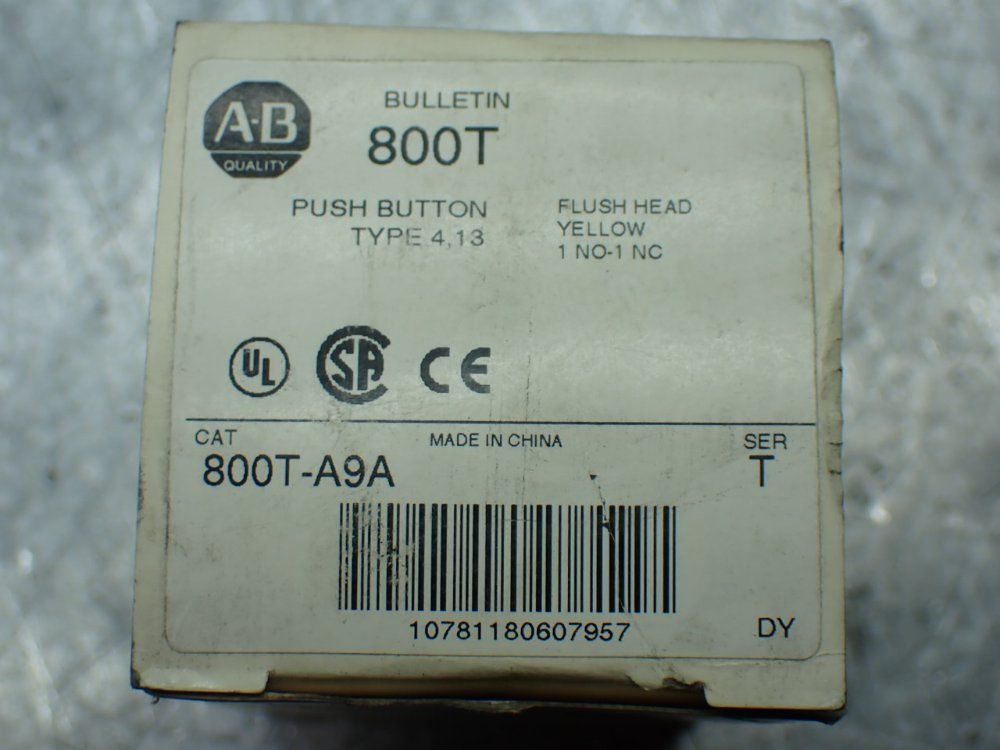 A-B
QUALITY
BULLETIN
800T
PUSH BUTTON
TYPE 4,13
FLUSH HEAD
YELLOW
1 NO-1 NC
UL
SA
CE
CAT
MADE IN CHINA
SER
800T-A9A
T
10781180607957
DY